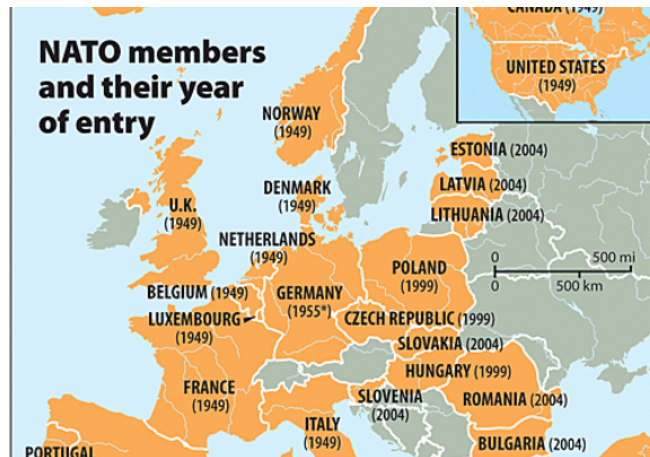 NATO members
and their year
of entry
CANADA (1949)
UNITED STATES
(1949)
NORWAY
(1949)
ESTONIA (2004)
LATVIA (2004)
LITHUANIA (2004)
U.K.
(1949)
DENMARK
(1949)
NETHERLANDS
(1949)
0 500 mi
0 500 km
POLAND
(1999)
BELGIUM (1949)
GERMANY
(1955*)
LUXEMBOURG
(1949)
CZECH REPUBLIC (1999)
SLOVAKIA (2004)
HUNGARY (1999)
FRANCE
(1949)
SLOVENIA
(2004)
ROMANIA (2004)
ITALY
(1949)
BULGARIA (2004)
PORTUGAL